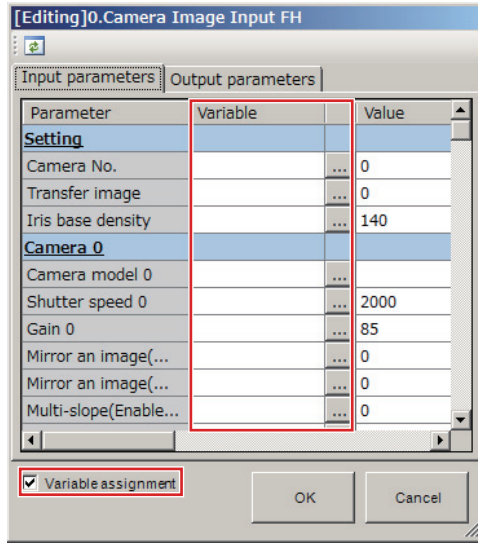 [Editing]0.Camera Image Input FH
Input parameters Output parameters
Parameter Variable Value
Setting
Camera No. ... 0
Transfer image ... 0
Iris base density ... 140
Camera 0
Camera model 0 ...
Shutter speed 0 ... 2000
Gain 0 ... 85
Mirror an image(... ... 0
Mirror an image(... ... 0
Multi-slope(Enable... ... 0
Variable assignment OK Cancel